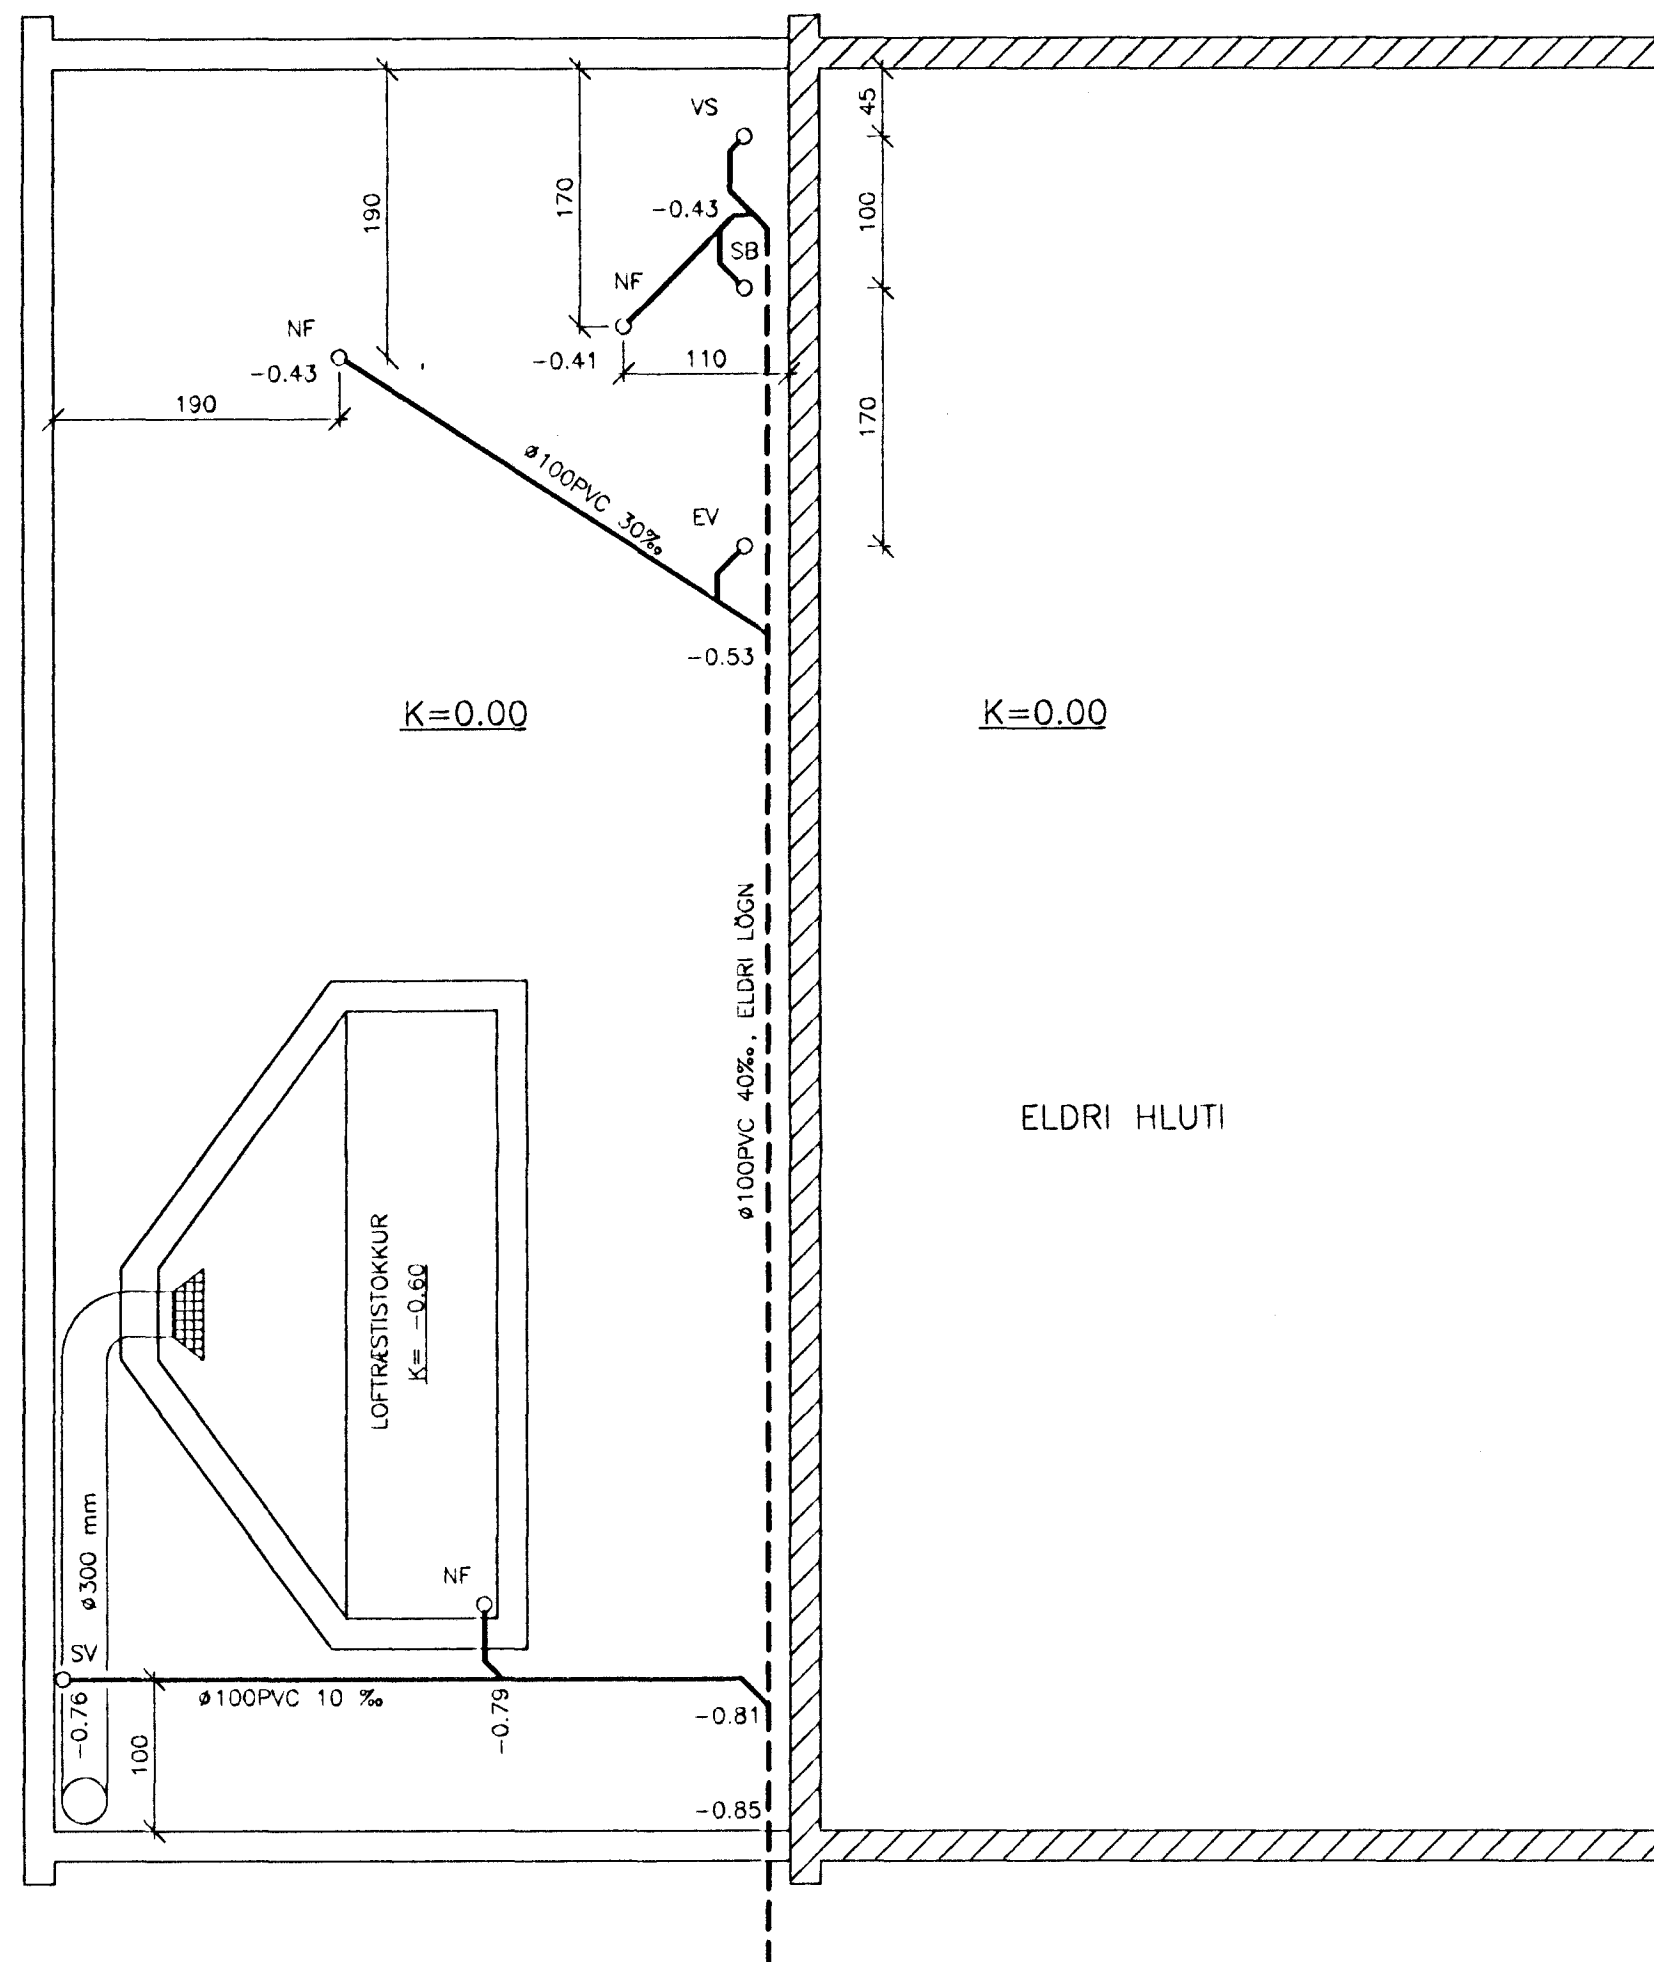 VS
45
190
170
-0.43
100
SB
NF
NF
-0.43
-0.41
110
190
170
ø100PVC 30‰
EV
-0.53
K=0.00
K=0.00
ø100PVC 40‰, ELDRI LÖGN
ELDRI HLUTI
LOFTRÆSTISTOKKUR
K= -0.60
ø300 mm
NF
SV
ø100PVC 10 ‰
-0.76
-0.79
-0.81
100
-0.85